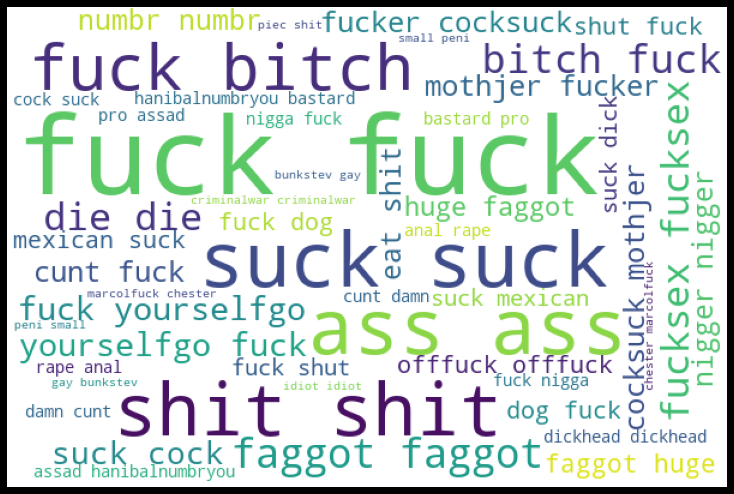 numbr numbr
piec shit
fucker cocksuck
shut fuck
small peni
fuck bitch
bitch fuck
mothjer fucker
cock suck
hanibalnumbryou bastard
pro assad
nigga fuck
bastard pro
suck dick
fucksex fucksex
fuck fuck
bunkstev gay
eat shit
criminalwar criminalwar
huge faggot
die die
fuck dog
anal rape
nigger nigger
mexican suck
suck suck
cocksuck mothjer
cunt fuck
chester marcolfuck
marcolfuck chester
cunt damn
suck mexican
fuck yourselfgo
ass ass
peni small
yourselfgo fuck
rape anal
fuck shut
offfuck offfuck
gay bunkstev
idiot idiot
fuck nigga
shit shit
damn cunt
dog fuck
dickhead dickhead
suck cock
faggot faggot
faggot huge
assad hanibalnumbryou